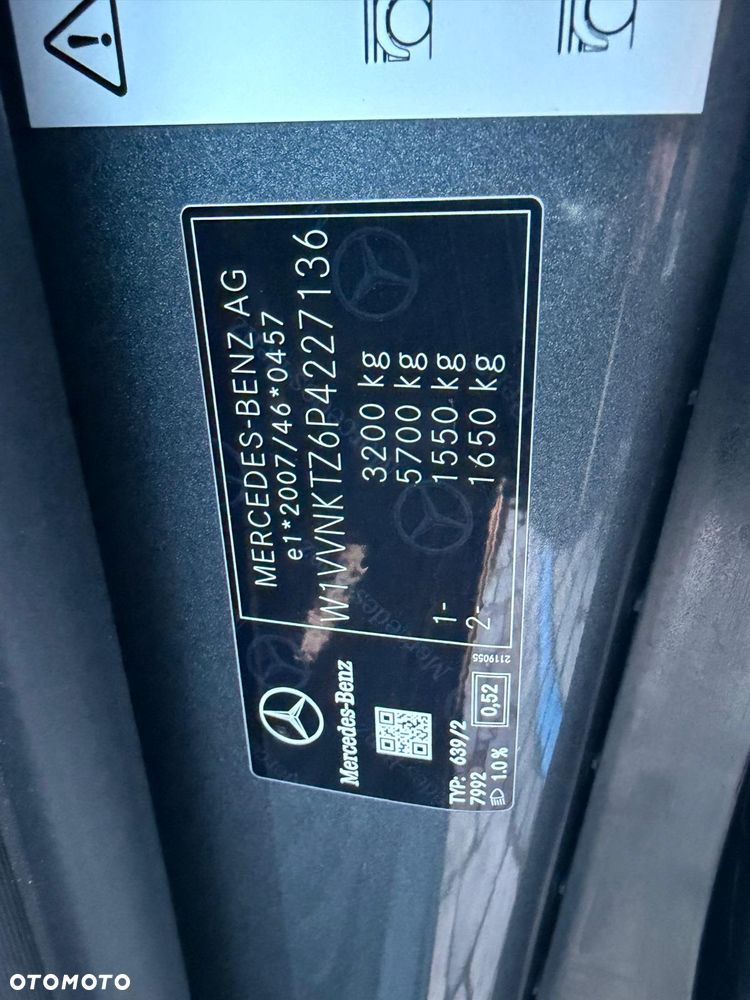 MERCEDES-BENZ AG
e1*2007/46*0457
W1VVNKTZ6P4227136
3200 kg
5700 kg
1- 1550 kg
2- 1650 kg
Mercedes-Benz
TYP: 639/2
7992
1.0%
0,52
2119055
OTOMOTO